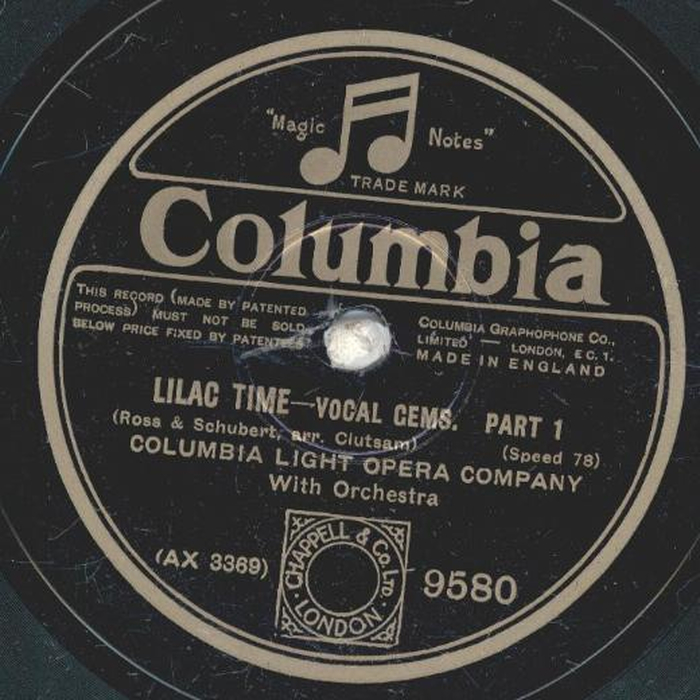 "Magic Notes"
TRADE MARK
Columbia
THIS RECORD (MADE BY PATENTED
PROCESS) MUST NOT BE SOLD
BELOW PRICE FIXED BY PATENTEES
COLUMBIA GRAPHOPHONE CO.,
LIMITED — LONDON, E.C.1.
MADE IN ENGLAND
LILAC TIME—VOCAL GEMS. PART 1
(Ross & Schubert, arr. Clutsam)
(Speed 78)
COLUMBIA LIGHT OPERA COMPANY
With Orchestra
(AX 3369)
CHAPPELL & Co. LTD.
· LONDON ·
9580